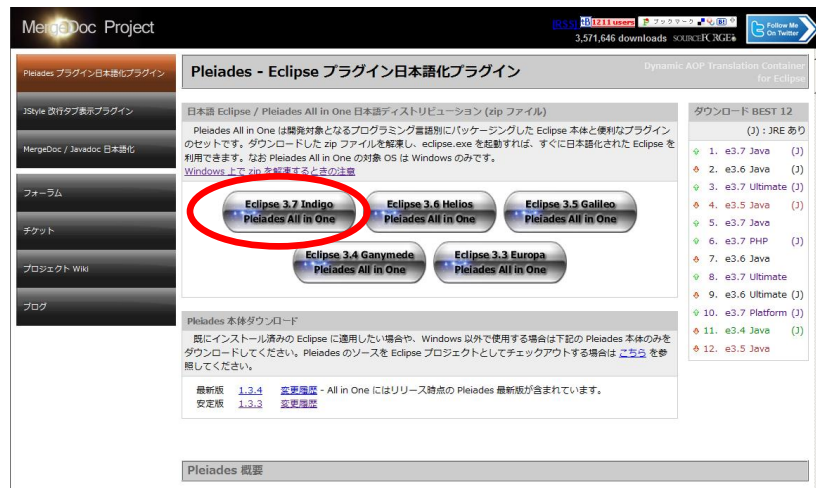 MergeDoc Project
[RSS]
B! 1211 users
3,571,646 downloads
SOURCEFORGE
Follow Me
On Twitter
Pleiades プラグイン日本語化プラグイン
JStyle 改行タブ表示プラグイン
MergeDoc / Javadoc 日本語化
フォーラム
チケット
プロジェクト Wiki
ブログ
Pleiades - Eclipse プラグイン日本語化プラグイン
Dynamic AOP Translation Container
for Eclipse
日本語 Eclipse / Pleiades All in One 日本語ディストリビューション (zip ファイル)
Pleiades All in One は開発対象となるプログラミング言語別にパッケージングした Eclipse 本体と便利なプラグイン
のセットです。ダウンロードした zip ファイルを解凍し、eclipse.exe を起動すれば、すぐに日本語化された Eclipse を
利用できます。なお Pleiades All in One の対象 OS は Windows のみです。
Windows 上で zip を解凍するときの注意
Eclipse 3.7 Indigo
Pleiades All in One
Eclipse 3.6 Helios
Pleiades All in One
Eclipse 3.5 Galileo
Pleiades All in One
Eclipse 3.4 Ganymede
Pleiades All in One
Eclipse 3.3 Europa
Pleiades All in One
Pleiades 本体ダウンロード
既にインストール済みの Eclipse に適用したい場合や、Windows 以外で使用する場合は下記の Pleiades 本体のみを
ダウンロードしてください。Pleiades のソースを Eclipse プロジェクトとしてチェックアウトする場合は こちら を参
照してください。
最新版 1.3.4 変更履歴 - All in One にはリリース時点の Pleiades 最新版が含まれています。
安定版 1.3.3 変更履歴
Pleiades 概要
ダウンロード BEST 12
(J) : JRE あり
1. e3.7 Java (J)
2. e3.6 Java (J)
3. e3.7 Ultimate (J)
4. e3.5 Java (J)
5. e3.7 Java
6. e3.7 PHP (J)
7. e3.6 Java
8. e3.7 Ultimate
9. e3.6 Ultimate (J)
10. e3.7 Platform (J)
11. e3.4 Java (J)
12. e3.5 Java